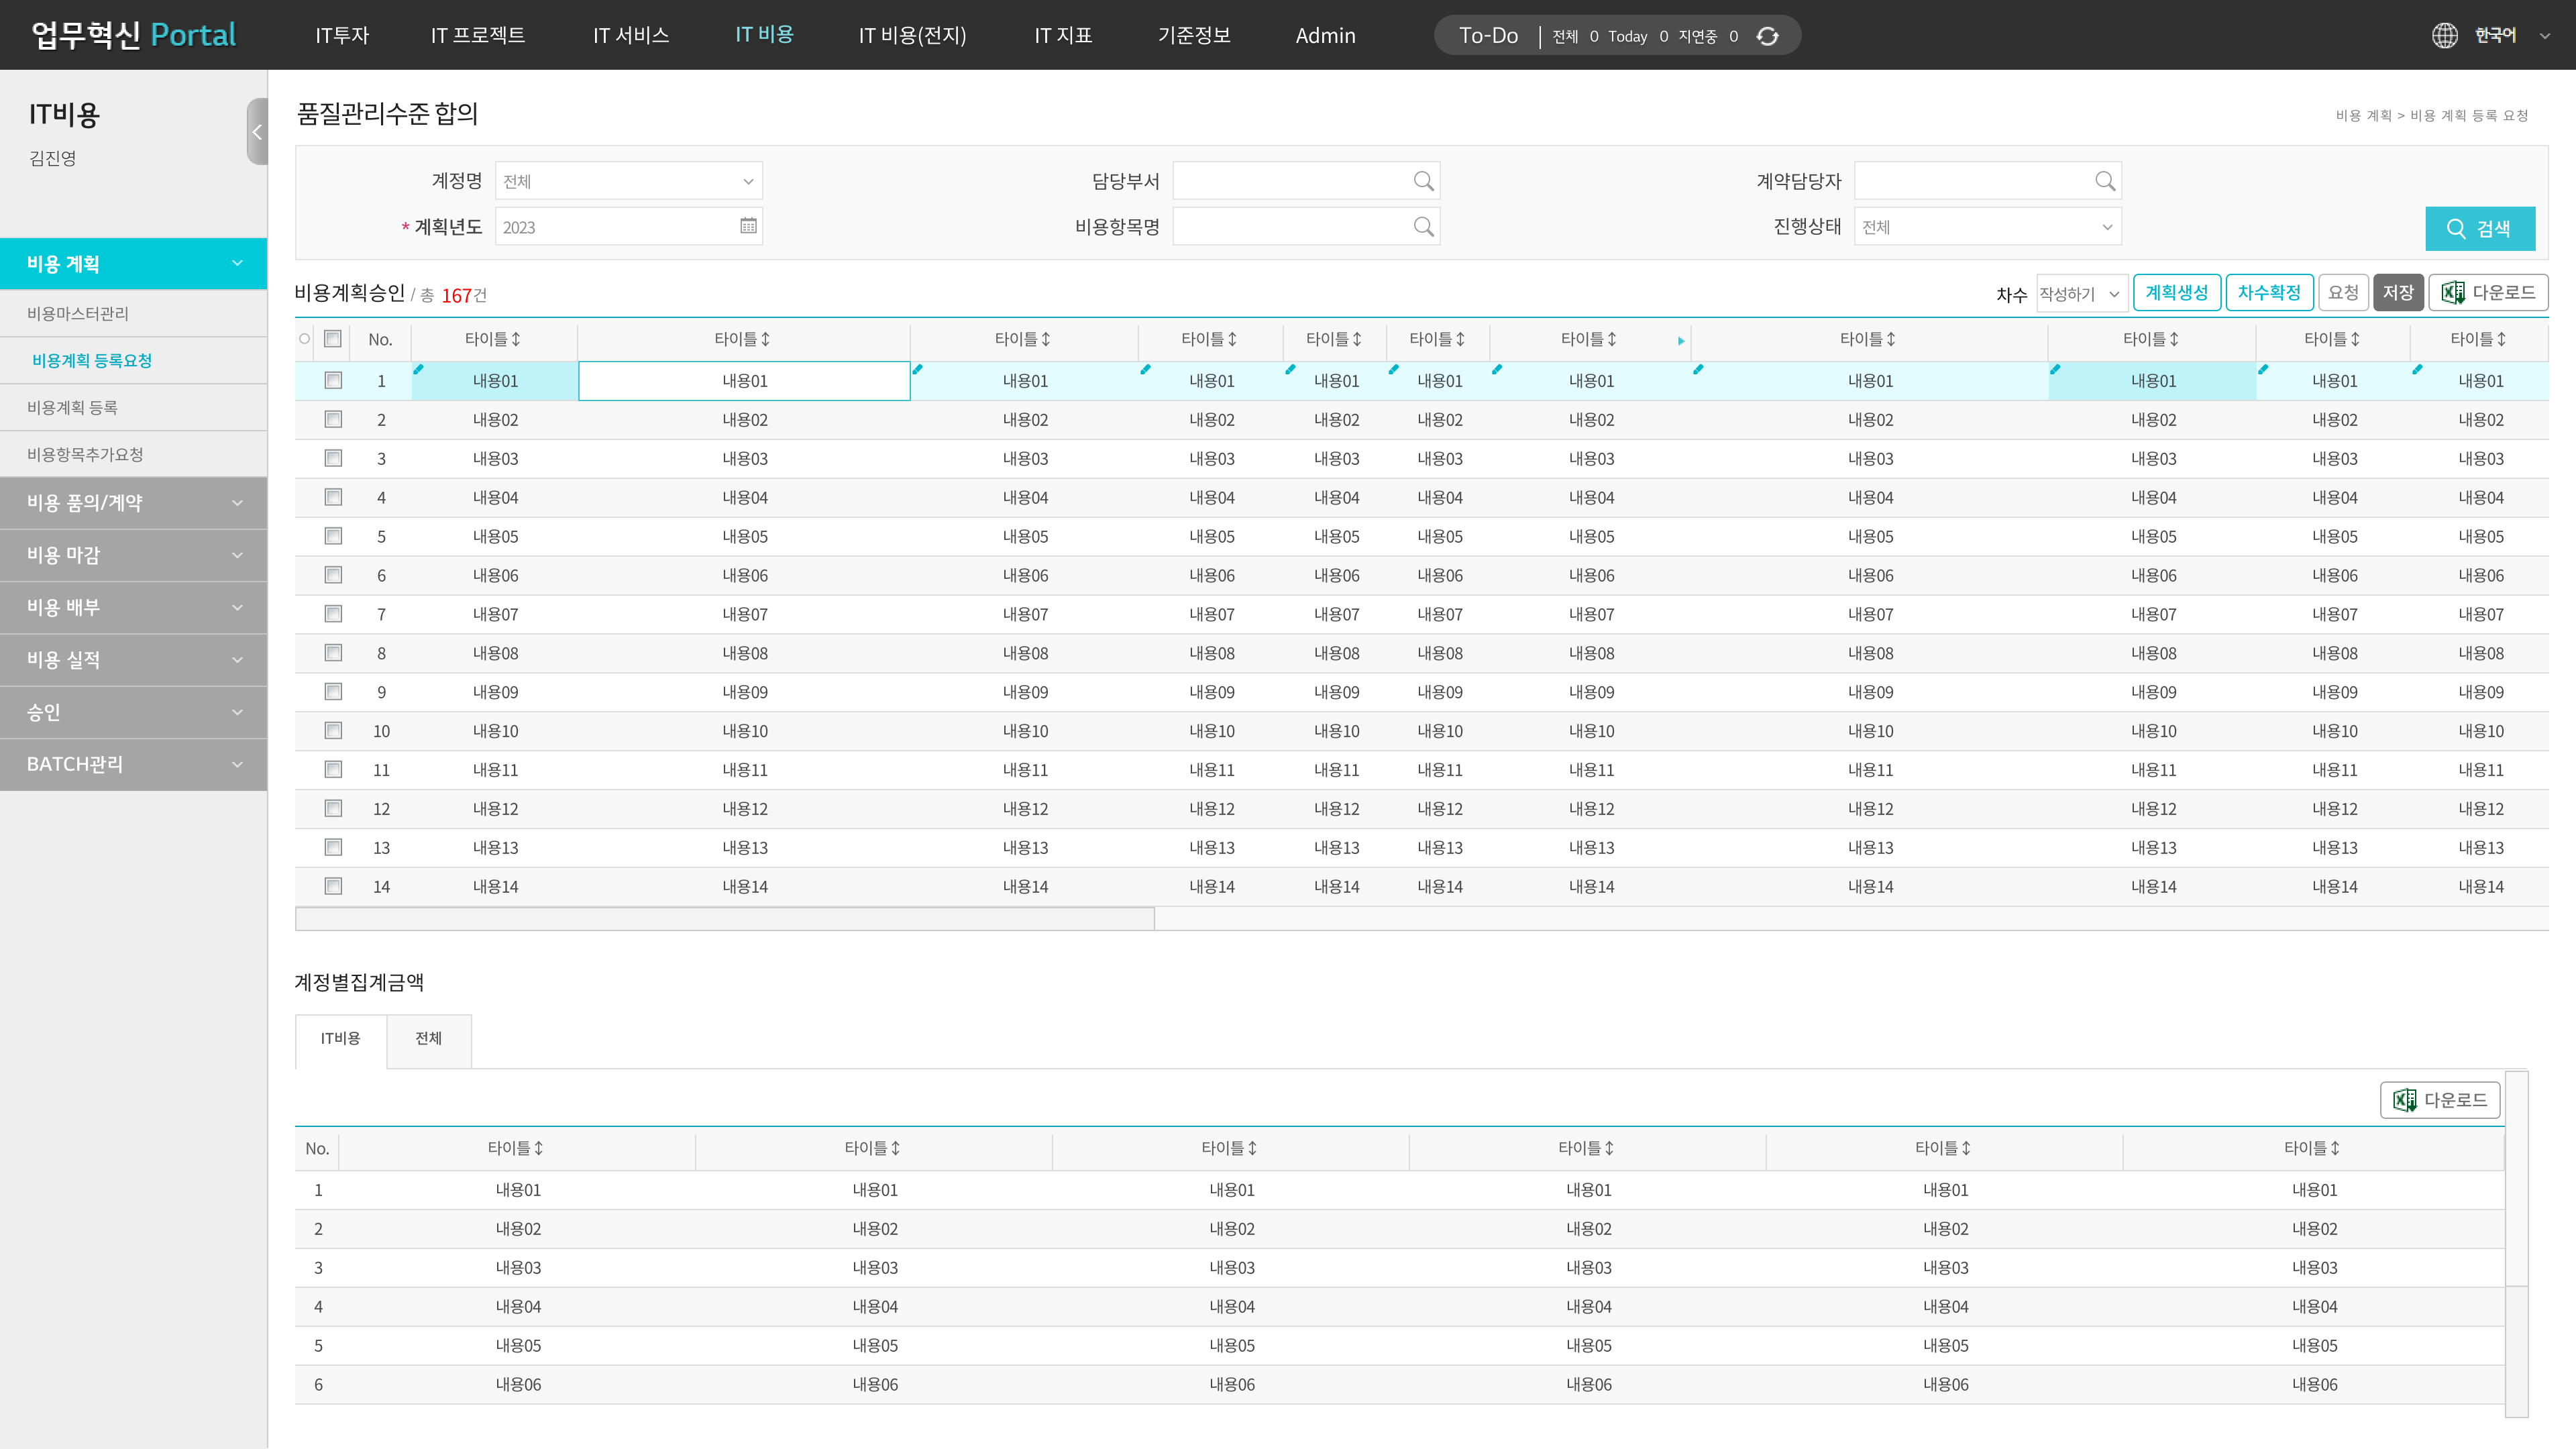 업무혁신 Portal IT투자 IT 프로젝트 IT 서비스 IT 비용 IT 비용(전지) IT 지표 기준정보 Admin To-Do 전체 0 Today 0 지연중 0 한국어
IT비용
김진영
비용 계획
비용마스터관리
비용계획 등록요청
비용계획 등록
비용항목추가요청
비용 품의/계약
비용 마감
비용 배부
비용 실적
승인
BATCH관리
품질관리수준 합의
비용 계획 > 비용 계획 등록 요청
계정명 전체 담당부서 계약담당자
* 계획년도 2023 비용항목명 진행상태 전체 검색
비용계획승인 / 총 167건 차수 작성하기 계획생성 차수확정 요청 저장 다운로드
No. 타이틀 타이틀 타이틀 타이틀 타이틀 타이틀 타이틀 타이틀 타이틀 타이틀 타이틀
1 내용01 내용01 내용01 내용01 내용01 내용01 내용01 내용01 내용01 내용01 내용01
2 내용02 내용02 내용02 내용02 내용02 내용02 내용02 내용02 내용02 내용02 내용02
3 내용03 내용03 내용03 내용03 내용03 내용03 내용03 내용03 내용03 내용03 내용03
4 내용04 내용04 내용04 내용04 내용04 내용04 내용04 내용04 내용04 내용04 내용04
5 내용05 내용05 내용05 내용05 내용05 내용05 내용05 내용05 내용05 내용05 내용05
6 내용06 내용06 내용06 내용06 내용06 내용06 내용06 내용06 내용06 내용06 내용06
7 내용07 내용07 내용07 내용07 내용07 내용07 내용07 내용07 내용07 내용07 내용07
8 내용08 내용08 내용08 내용08 내용08 내용08 내용08 내용08 내용08 내용08 내용08
9 내용09 내용09 내용09 내용09 내용09 내용09 내용09 내용09 내용09 내용09 내용09
10 내용10 내용10 내용10 내용10 내용10 내용10 내용10 내용10 내용10 내용10 내용10
11 내용11 내용11 내용11 내용11 내용11 내용11 내용11 내용11 내용11 내용11 내용11
12 내용12 내용12 내용12 내용12 내용12 내용12 내용12 내용12 내용12 내용12 내용12
13 내용13 내용13 내용13 내용13 내용13 내용13 내용13 내용13 내용13 내용13 내용13
14 내용14 내용14 내용14 내용14 내용14 내용14 내용14 내용14 내용14 내용14 내용14
계정별집계금액
IT비용 전체
다운로드
No. 타이틀 타이틀 타이틀 타이틀 타이틀 타이틀
1 내용01 내용01 내용01 내용01 내용01 내용01
2 내용02 내용02 내용02 내용02 내용02 내용02
3 내용03 내용03 내용03 내용03 내용03 내용03
4 내용04 내용04 내용04 내용04 내용04 내용04
5 내용05 내용05 내용05 내용05 내용05 내용05
6 내용06 내용06 내용06 내용06 내용06 내용06